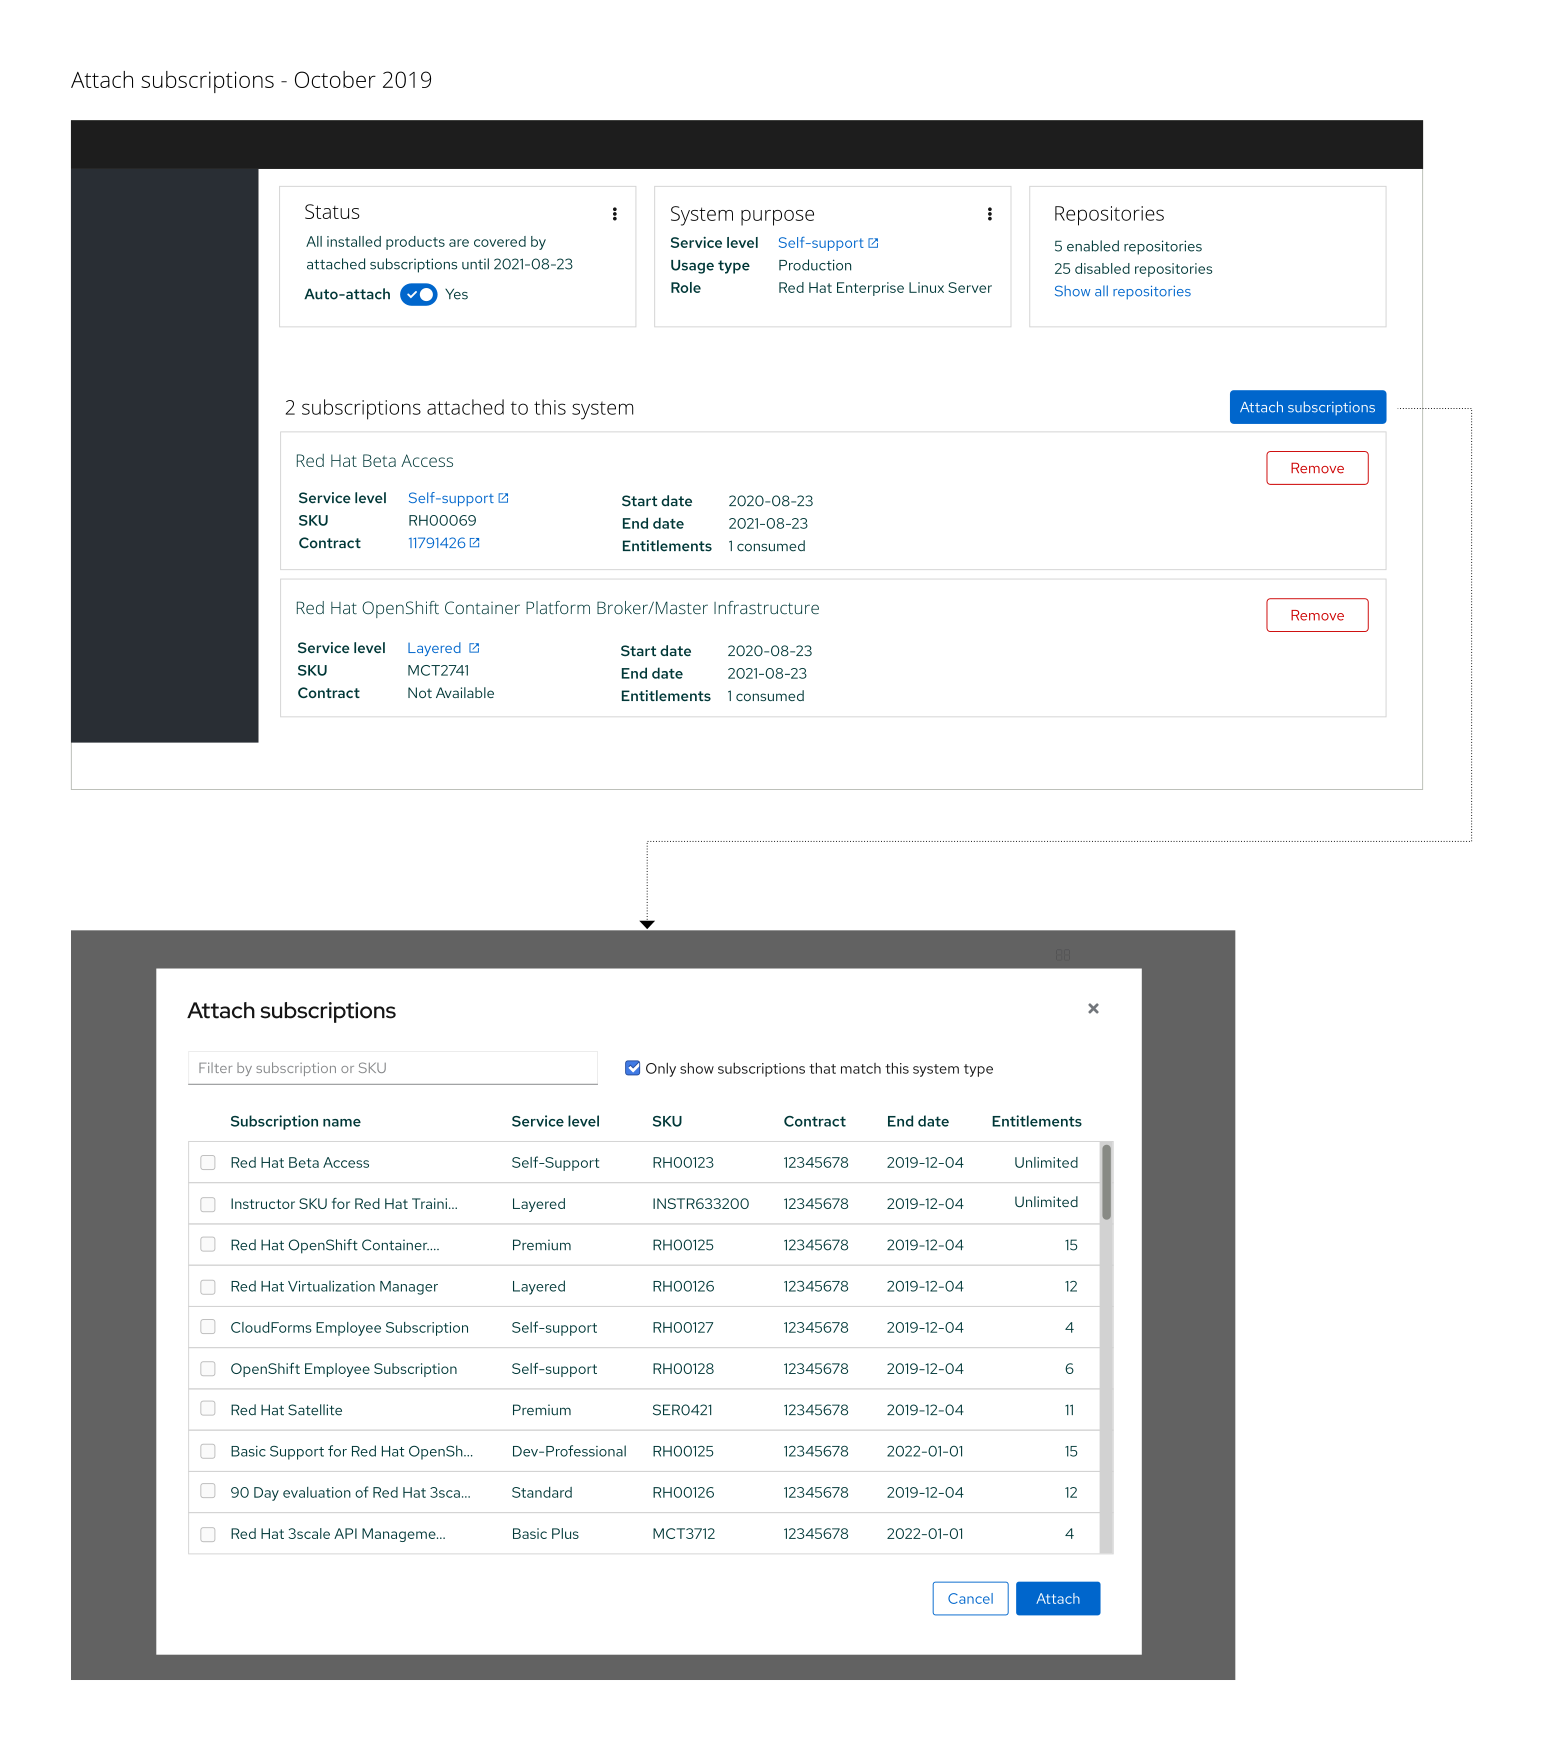 Attach subscriptions - October 2019
Status
All installed products are covered by
attached subscriptions until 2021-08-23
Auto-attach Yes
System purpose
Service level Self-support
Usage type Production
Role Red Hat Enterprise Linux Server
Repositories
5 enabled repositories
25 disabled repositories
Show all repositories
2 subscriptions attached to this system
Attach subscriptions
Red Hat Beta Access
Remove
Service level Self-support
SKU RH00069
Contract 11791426
Start date 2020-08-23
End date 2021-08-23
Entitlements 1 consumed
Red Hat OpenShift Container Platform Broker/Master Infrastructure
Remove
Service level Layered
SKU MCT2741
Contract Not Available
Start date 2020-08-23
End date 2021-08-23
Entitlements 1 consumed
Attach subscriptions
Filter by subscription or SKU
Only show subscriptions that match this system type
Subscription name Service level SKU Contract End date Entitlements
Red Hat Beta Access Self-Support RH00123 12345678 2019-12-04 Unlimited
Instructor SKU for Red Hat Traini... Layered INSTR633200 12345678 2019-12-04 Unlimited
Red Hat OpenShift Container.... Premium RH00125 12345678 2019-12-04 15
Red Hat Virtualization Manager Layered RH00126 12345678 2019-12-04 12
CloudForms Employee Subscription Self-support RH00127 12345678 2019-12-04 4
OpenShift Employee Subscription Self-support RH00128 12345678 2019-12-04 6
Red Hat Satellite Premium SER0421 12345678 2019-12-04 11
Basic Support for Red Hat OpenSh... Dev-Professional RH00125 12345678 2022-01-01 15
90 Day evaluation of Red Hat 3sca... Standard RH00126 12345678 2019-12-04 12
Red Hat 3scale API Manageme... Basic Plus MCT3712 12345678 2022-01-01 4
Cancel
Attach